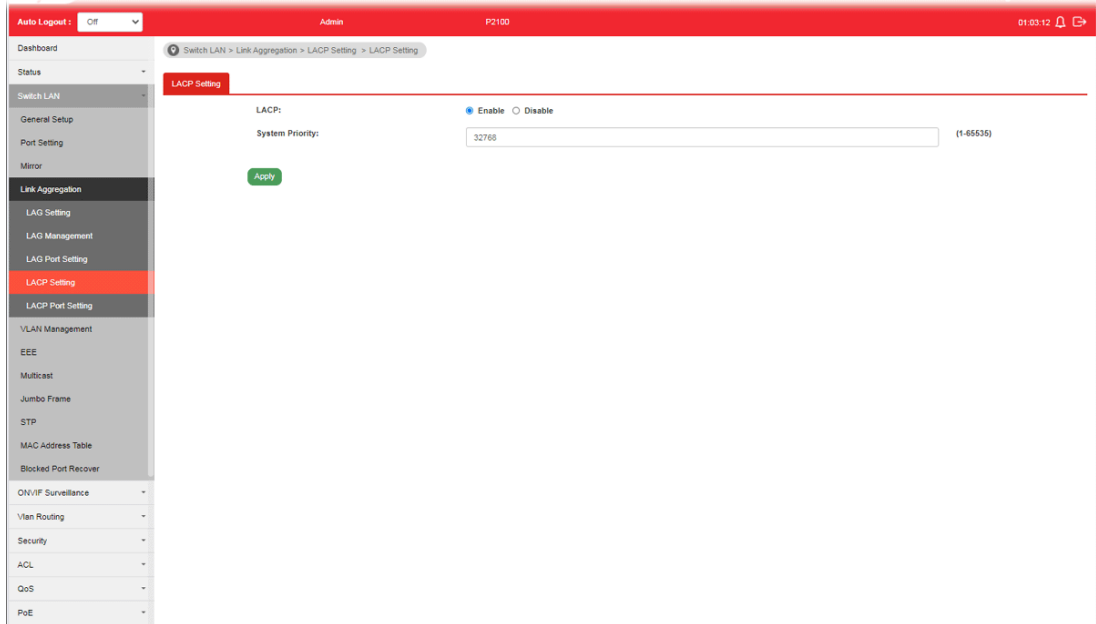 Auto Logout : Off Admin P2100 01:03:12
Dashboard
Switch LAN > Link Aggregation > LACP Setting > LACP Setting
Status
LACP Setting
Switch LAN
LACP: Enable Disable
General Setup
System Priority: 32768 (1-65535)
Port Setting
Mirror
Apply
Link Aggregation
LAG Setting
LAG Management
LAG Port Setting
LACP Setting
LACP Port Setting
VLAN Management
EEE
Multicast
Jumbo Frame
STP
MAC Address Table
Blocked Port Recover
ONVIF Surveillance
Vlan Routing
Security
ACL
QoS
PoE